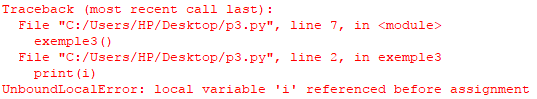 Traceback (most recent call last):
  File "C:/Users/HP/Desktop/p3.py", line 7, in <module>
    exemple3()
  File "C:/Users/HP/Desktop/p3.py", line 2, in exemple3
    print(i)
UnboundLocalError: local variable 'i' referenced before assignment